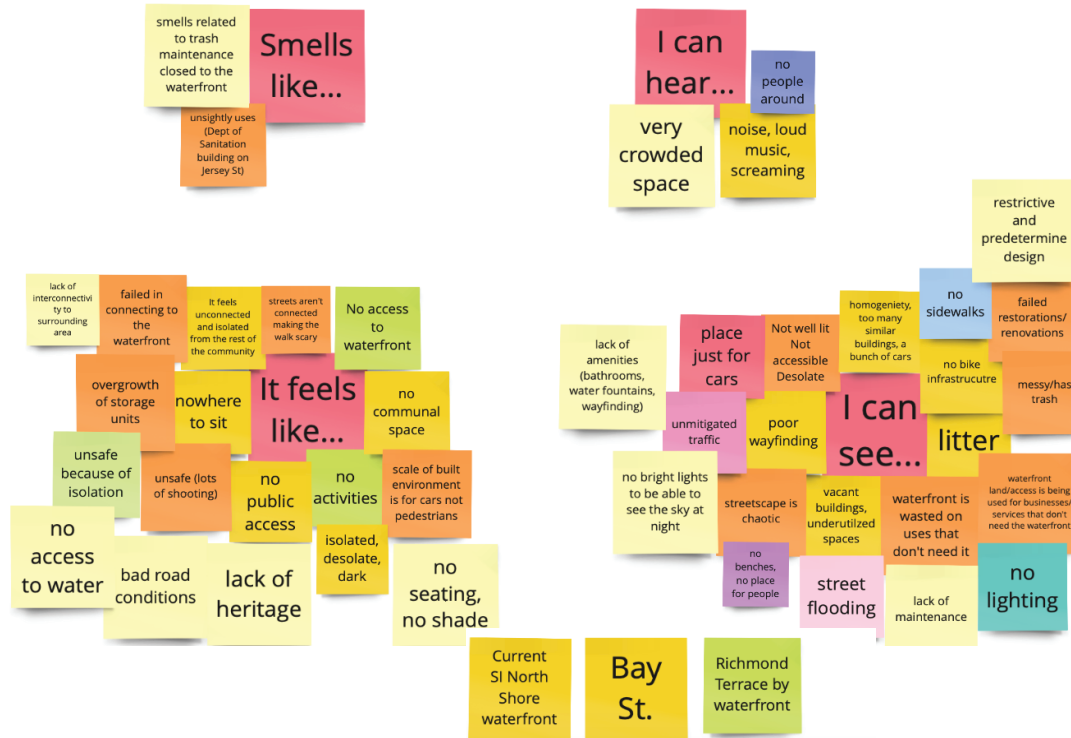 smells related
to trash
maintenance
closed to the
waterfront
Smells
like...
unsightly uses
(Dept of
Sanitation
building on
Jersey St)
I can
hear...
no
people
around
very
crowded
space
noise, loud
music,
screaming
lack of
interconnectivi
ty to
surrounding
area
failed in
connecting to
the
waterfront
It feels
unconnected
and isolated
from the rest of
the community
streets aren't
connected
making the
walk scary
No access
to
waterfront
overgrowth
of storage
units
nowhere
to sit
It feels
like...
no
communal
space
unsafe
because of
isolation
unsafe (lots
of shooting)
no
public
access
no
activities
scale of built
environment
is for cars not
pedestrians
no
access
to water
bad road
conditions
lack of
heritage
isolated,
desolate,
dark
no
seating,
no shade
restrictive
and
predetermine
design
no
sidewalks
failed
restorations/
renovations
lack of
amenities
(bathrooms,
water fountains,
wayfinding)
place
just for
cars
Not well lit
Not
accessible
Desolate
homogeniety,
too many
similar
buildings, a
bunch of cars
no bike
infrastrucutre
messy/has
trash
unmitigated
traffic
poor
wayfinding
I can
see...
litter
no bright lights
to be able to
see the sky at
night
streetscape is
chaotic
vacant
buildings,
underutilzed
spaces
waterfront is
wasted on
uses that
don't need it
waterfront
land/access is being
used for businesses/
services that don't
need the waterfront
no
benches,
no place
for people
street
flooding
lack of
maintenance
no
lighting
Current
SI North
Shore
waterfront
Bay
St.
Richmond
Terrace by
waterfront